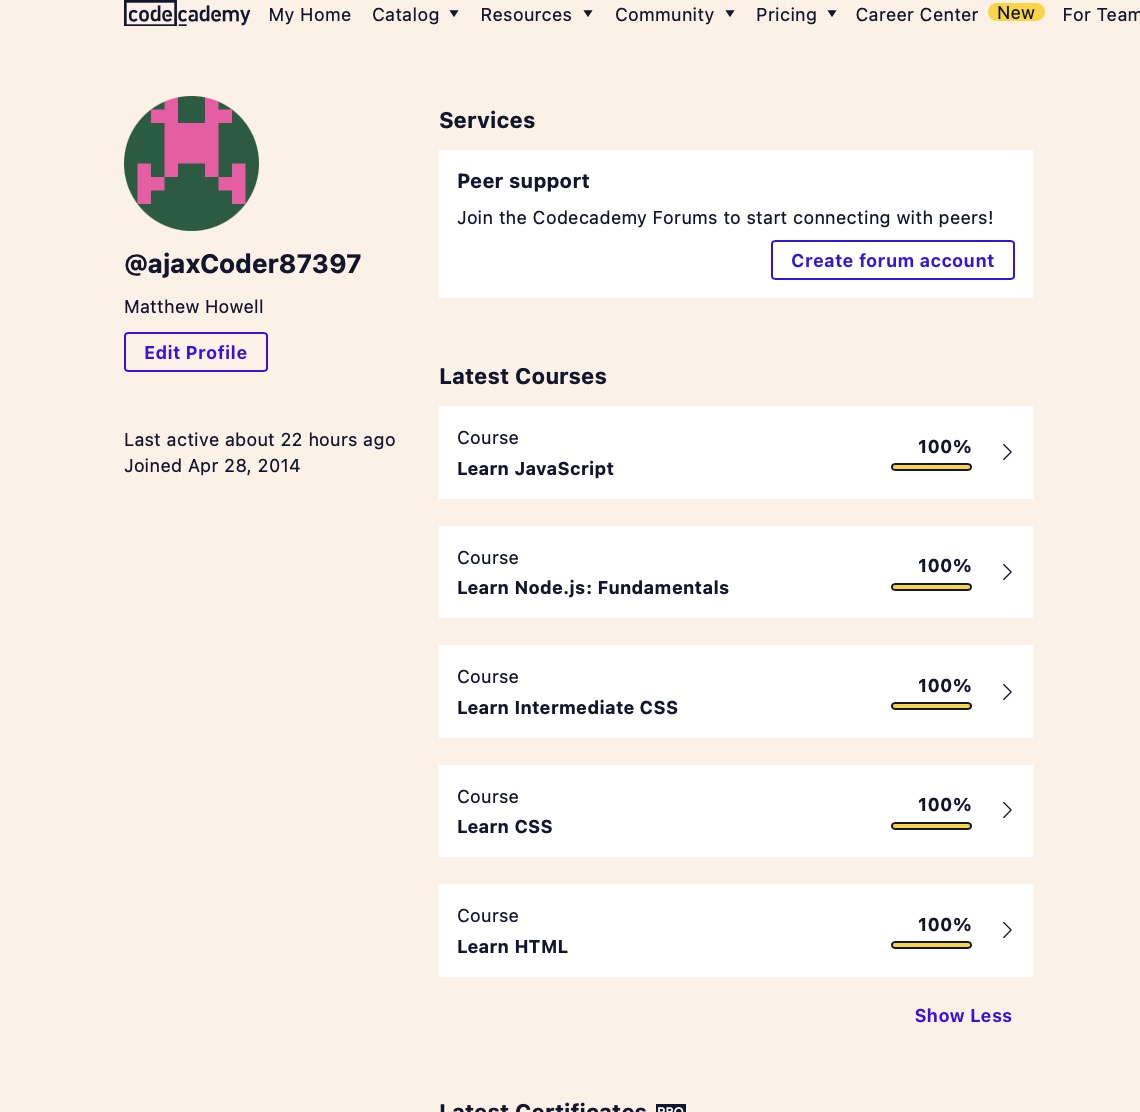 codecademy My Home Catalog Resources Community Pricing Career Center New For Team
@ajaxCoder87397
Matthew Howell
Edit Profile
Last active about 22 hours ago
Joined Apr 28, 2014
Services
Peer support
Join the Codecademy Forums to start connecting with peers!
Create forum account
Latest Courses
Course
Learn JavaScript
100%
Course
Learn Node.js: Fundamentals
100%
Course
Learn Intermediate CSS
100%
Course
Learn CSS
100%
Course
Learn HTML
100%
Show Less
Latest Certificates PRO